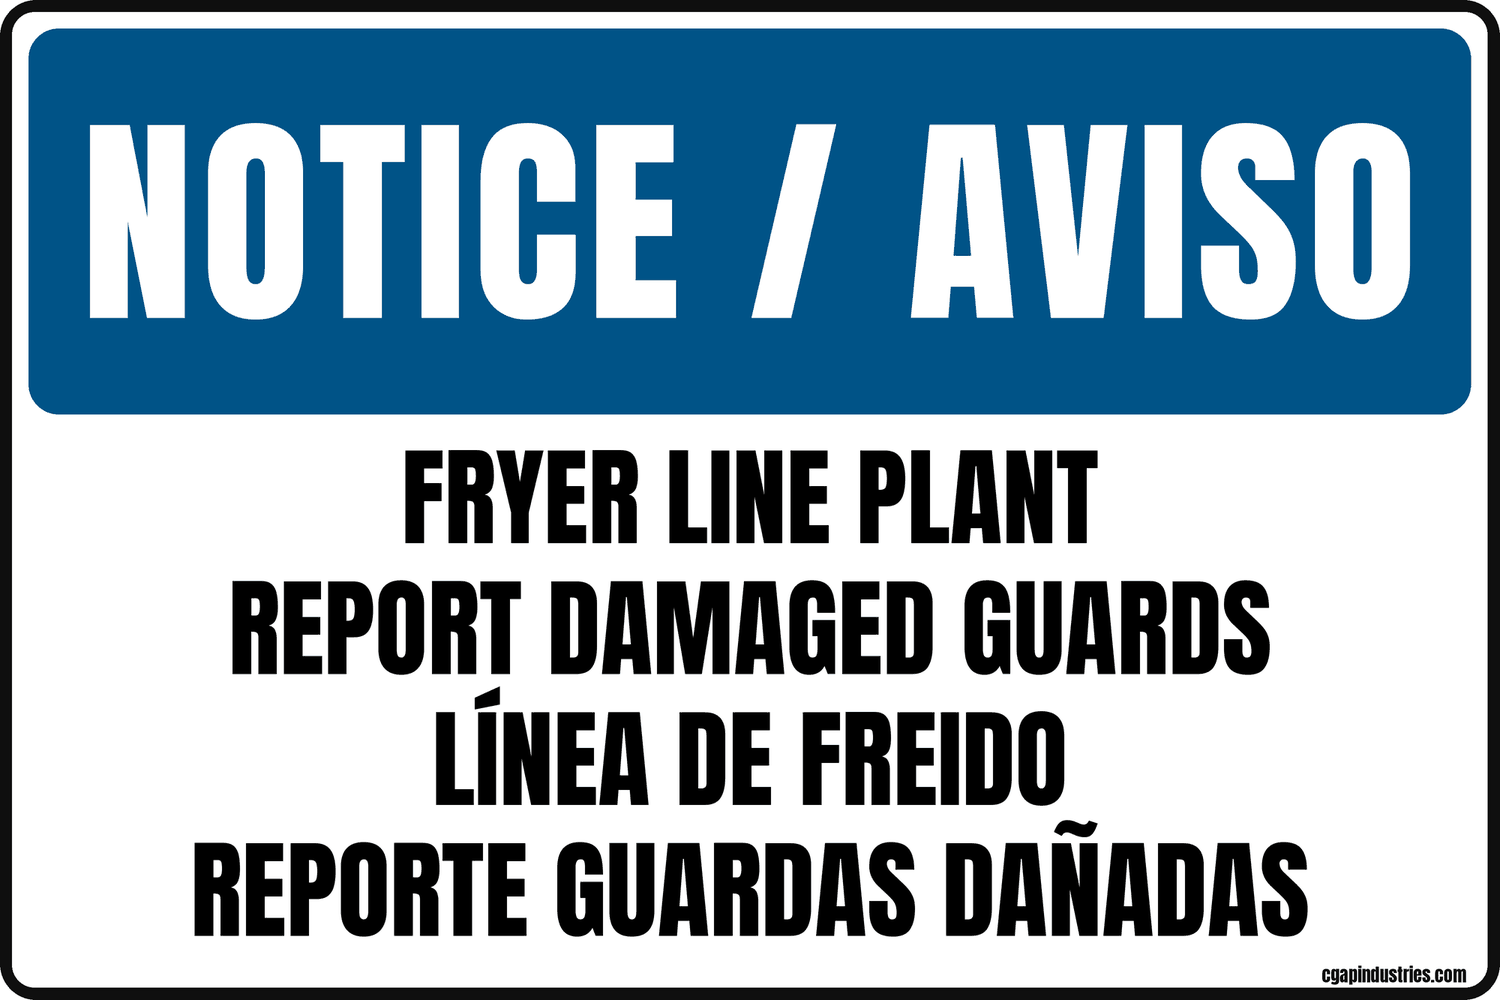 NOTICE / AVISO
FRYER LINE PLANT
REPORT DAMAGED GUARDS
LÍNEA DE FREIDO
REPORTE GUARDAS DAÑADAS
cgapindustries.com